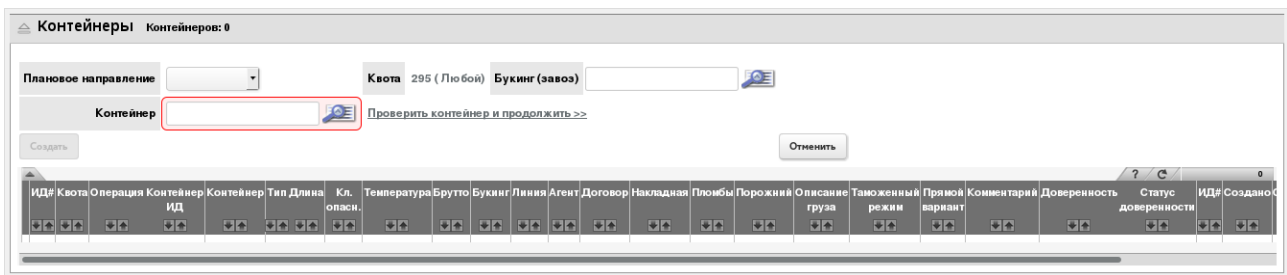 Контейнеры Контейнеров: 0
Плановое направление Квота 295 ( Любой) Букинг (завоз)
Контейнер Проверить контейнер и продолжить >>
Создать Отменить
? 0
ИД# Квота Операция Контейнер ИД Контейнер Тип Длина Кл. опасн. Температура Брутто Букинг Линия Агент Договор Накладная Пломбы Порожний Описание груза Таможенный режим Прямой вариант Комментарий Доверенность Статус доверенности ИД# Создано